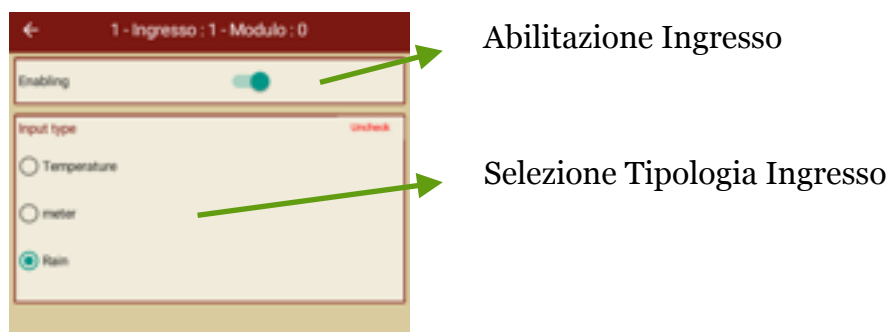 1 - Ingresso : 1 - Modulo : 0
Abilitazione Ingresso
Enabling
Input type
Uncheck
Temperature
Selezione Tipologia Ingresso
meter
Rain